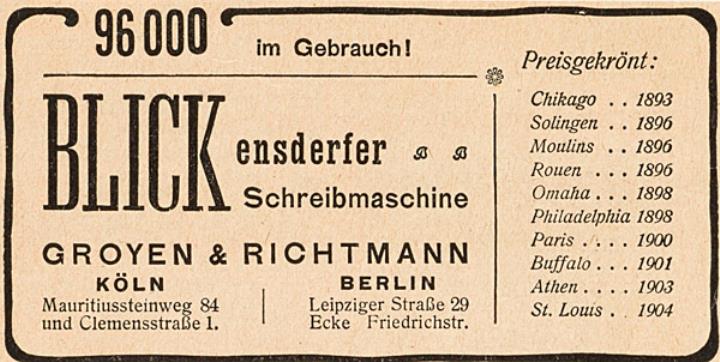 96000 im Gebrauch!
BLICKensderfer
Schreibmaschine
GROYEN & RICHTMANN
KÖLN
Mauritiussteinweg 84
und Clemensstraße 1.
BERLIN
Leipziger Straße 29
Ecke Friedrichstr.
Preisgekrönt:
Chikago . . 1893
Solingen . . 1896
Moulins . . 1896
Rouen . . 1896
Omaha . . . 1898
Philadelphia 1898
Paris . . . 1900
Buffalo . . . 1901
Athen . . . . 1903
St. Louis . . 1904